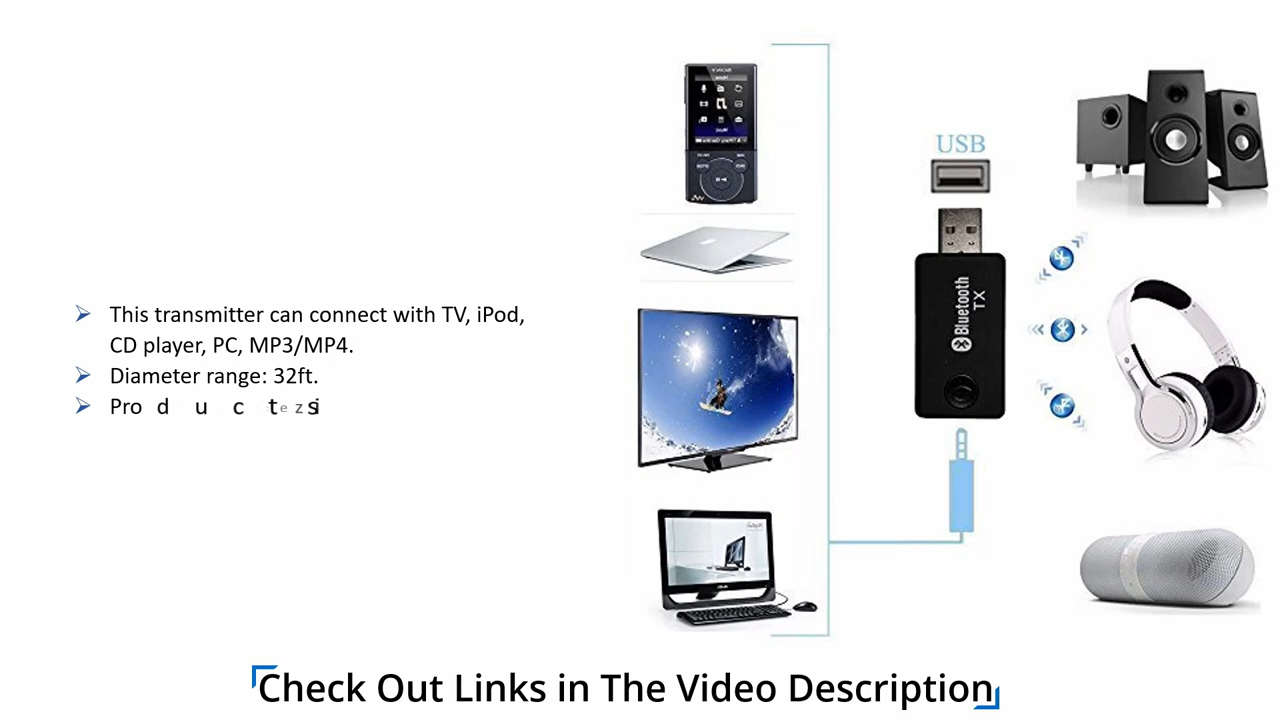 This transmitter can connect with TV, iPod,
CD player, PC, MP3/MP4.
Diameter range: 32ft.
Product
USB
Bluetooth
TX
Check Out Links in The Video Description